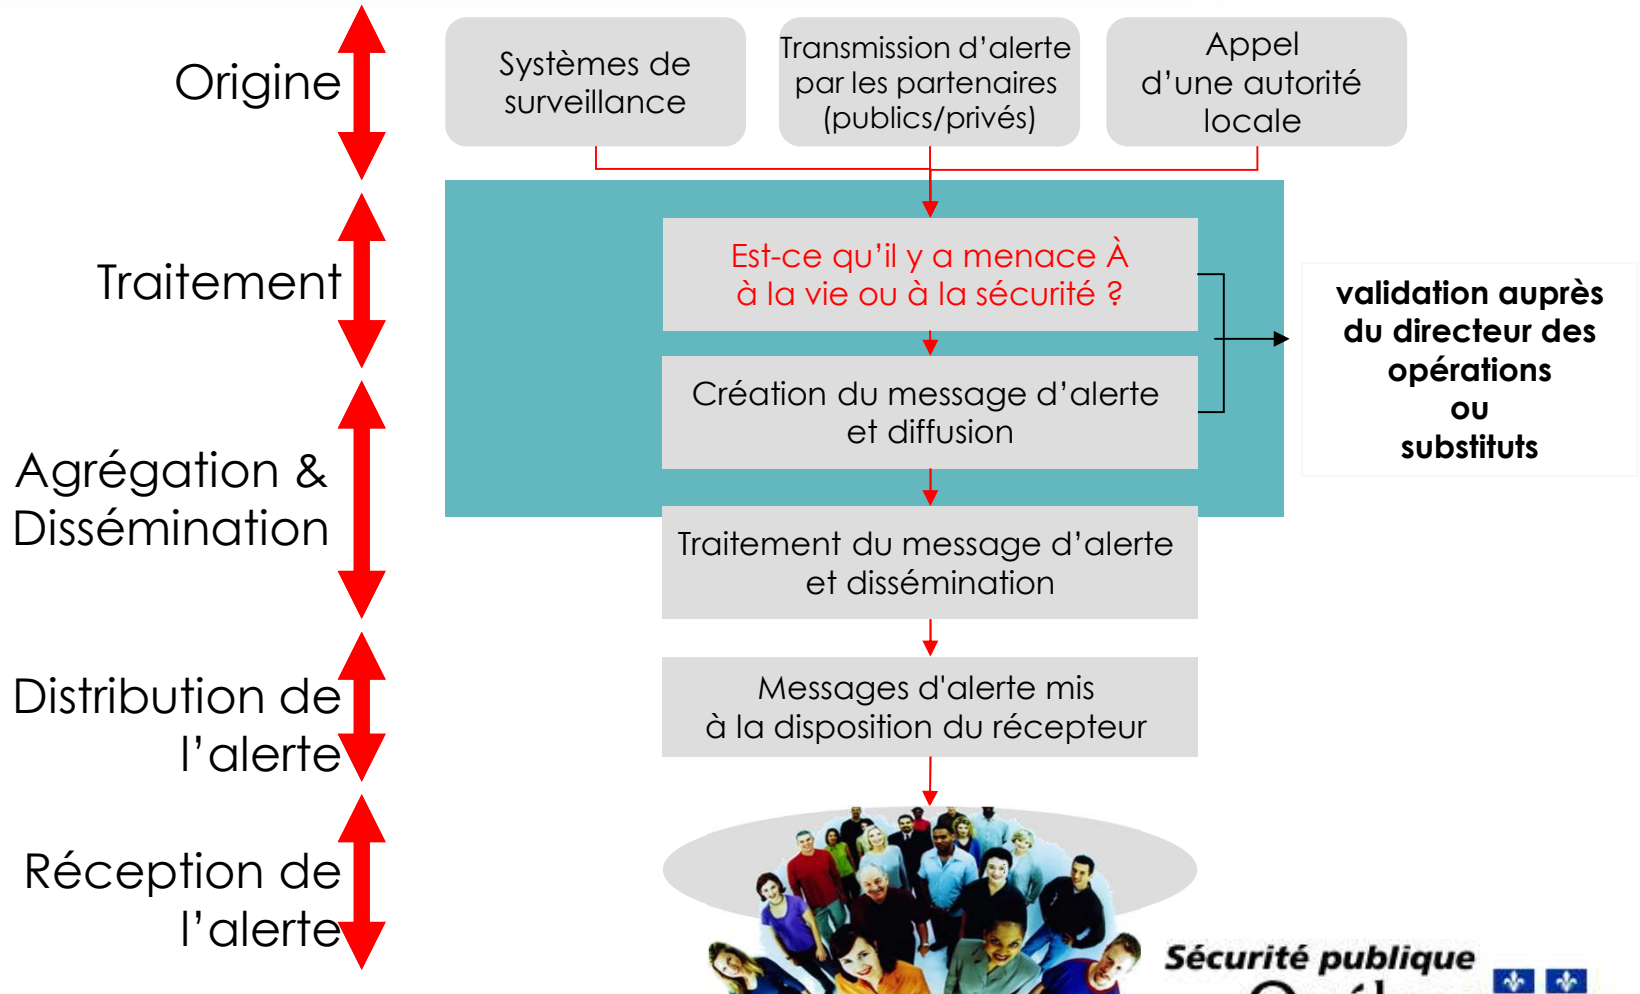 Origine
Systèmes de
surveillance
Transmission d’alerte
par les partenaires
(publics/privés)
Appel
d’une autorité
locale
Traitement
Est-ce qu’il y a menace À
à la vie ou à la sécurité ?
validation auprès
du directeur des
opérations
ou
substituts
Création du message d’alerte
et diffusion
Agrégation &
Dissémination
Traitement du message d’alerte
et dissémination
Distribution de
l’alerte
Messages d'alerte mis
à la disposition du récepteur
Réception de
l’alerte
Sécurité publique